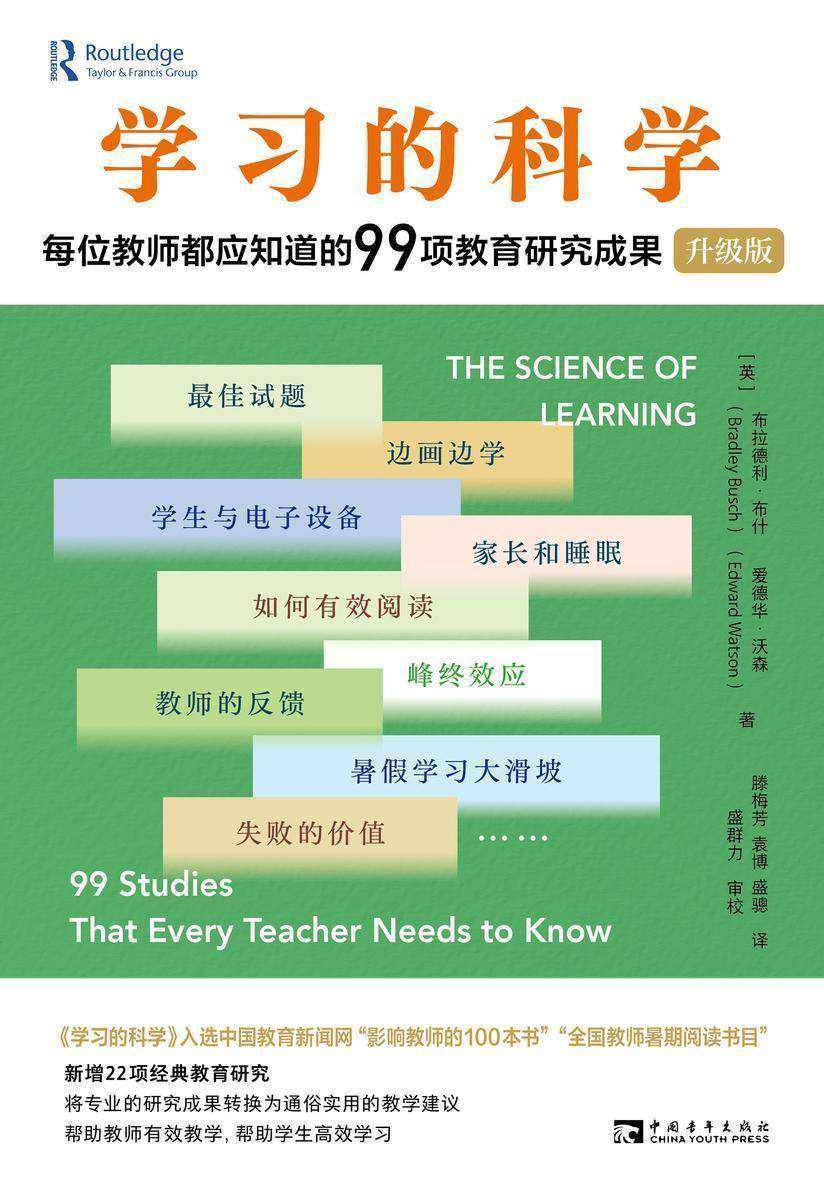 ROUTLEDGE
Routledge
Taylor & Francis Group
学习的科学
每位教师都应知道的99项教育研究成果 升级版
THE SCIENCE OF
LEARNING
最佳试题
边画边学
学生与电子设备
家长和睡眠
如何有效阅读
峰终效应
教师的反馈
暑假学习大滑坡
失败的价值
……
99 Studies
That Every Teacher Needs to Know
[英]
布拉德利·布什
(Bradley Busch)
爱德华·沃森
(Edward Watson)
著
滕梅芳 袁博 盛骢 译
盛群力 审校
《学习的科学》入选中国教育新闻网“影响教师的100本书”“全国教师暑期阅读书目”
新增22项经典教育研究
将专业的研究成果转换为通俗实用的教学建议
帮助教师有效教学,帮助学生高效学习
中国青年出版社
CHINA YOUTH PRESS